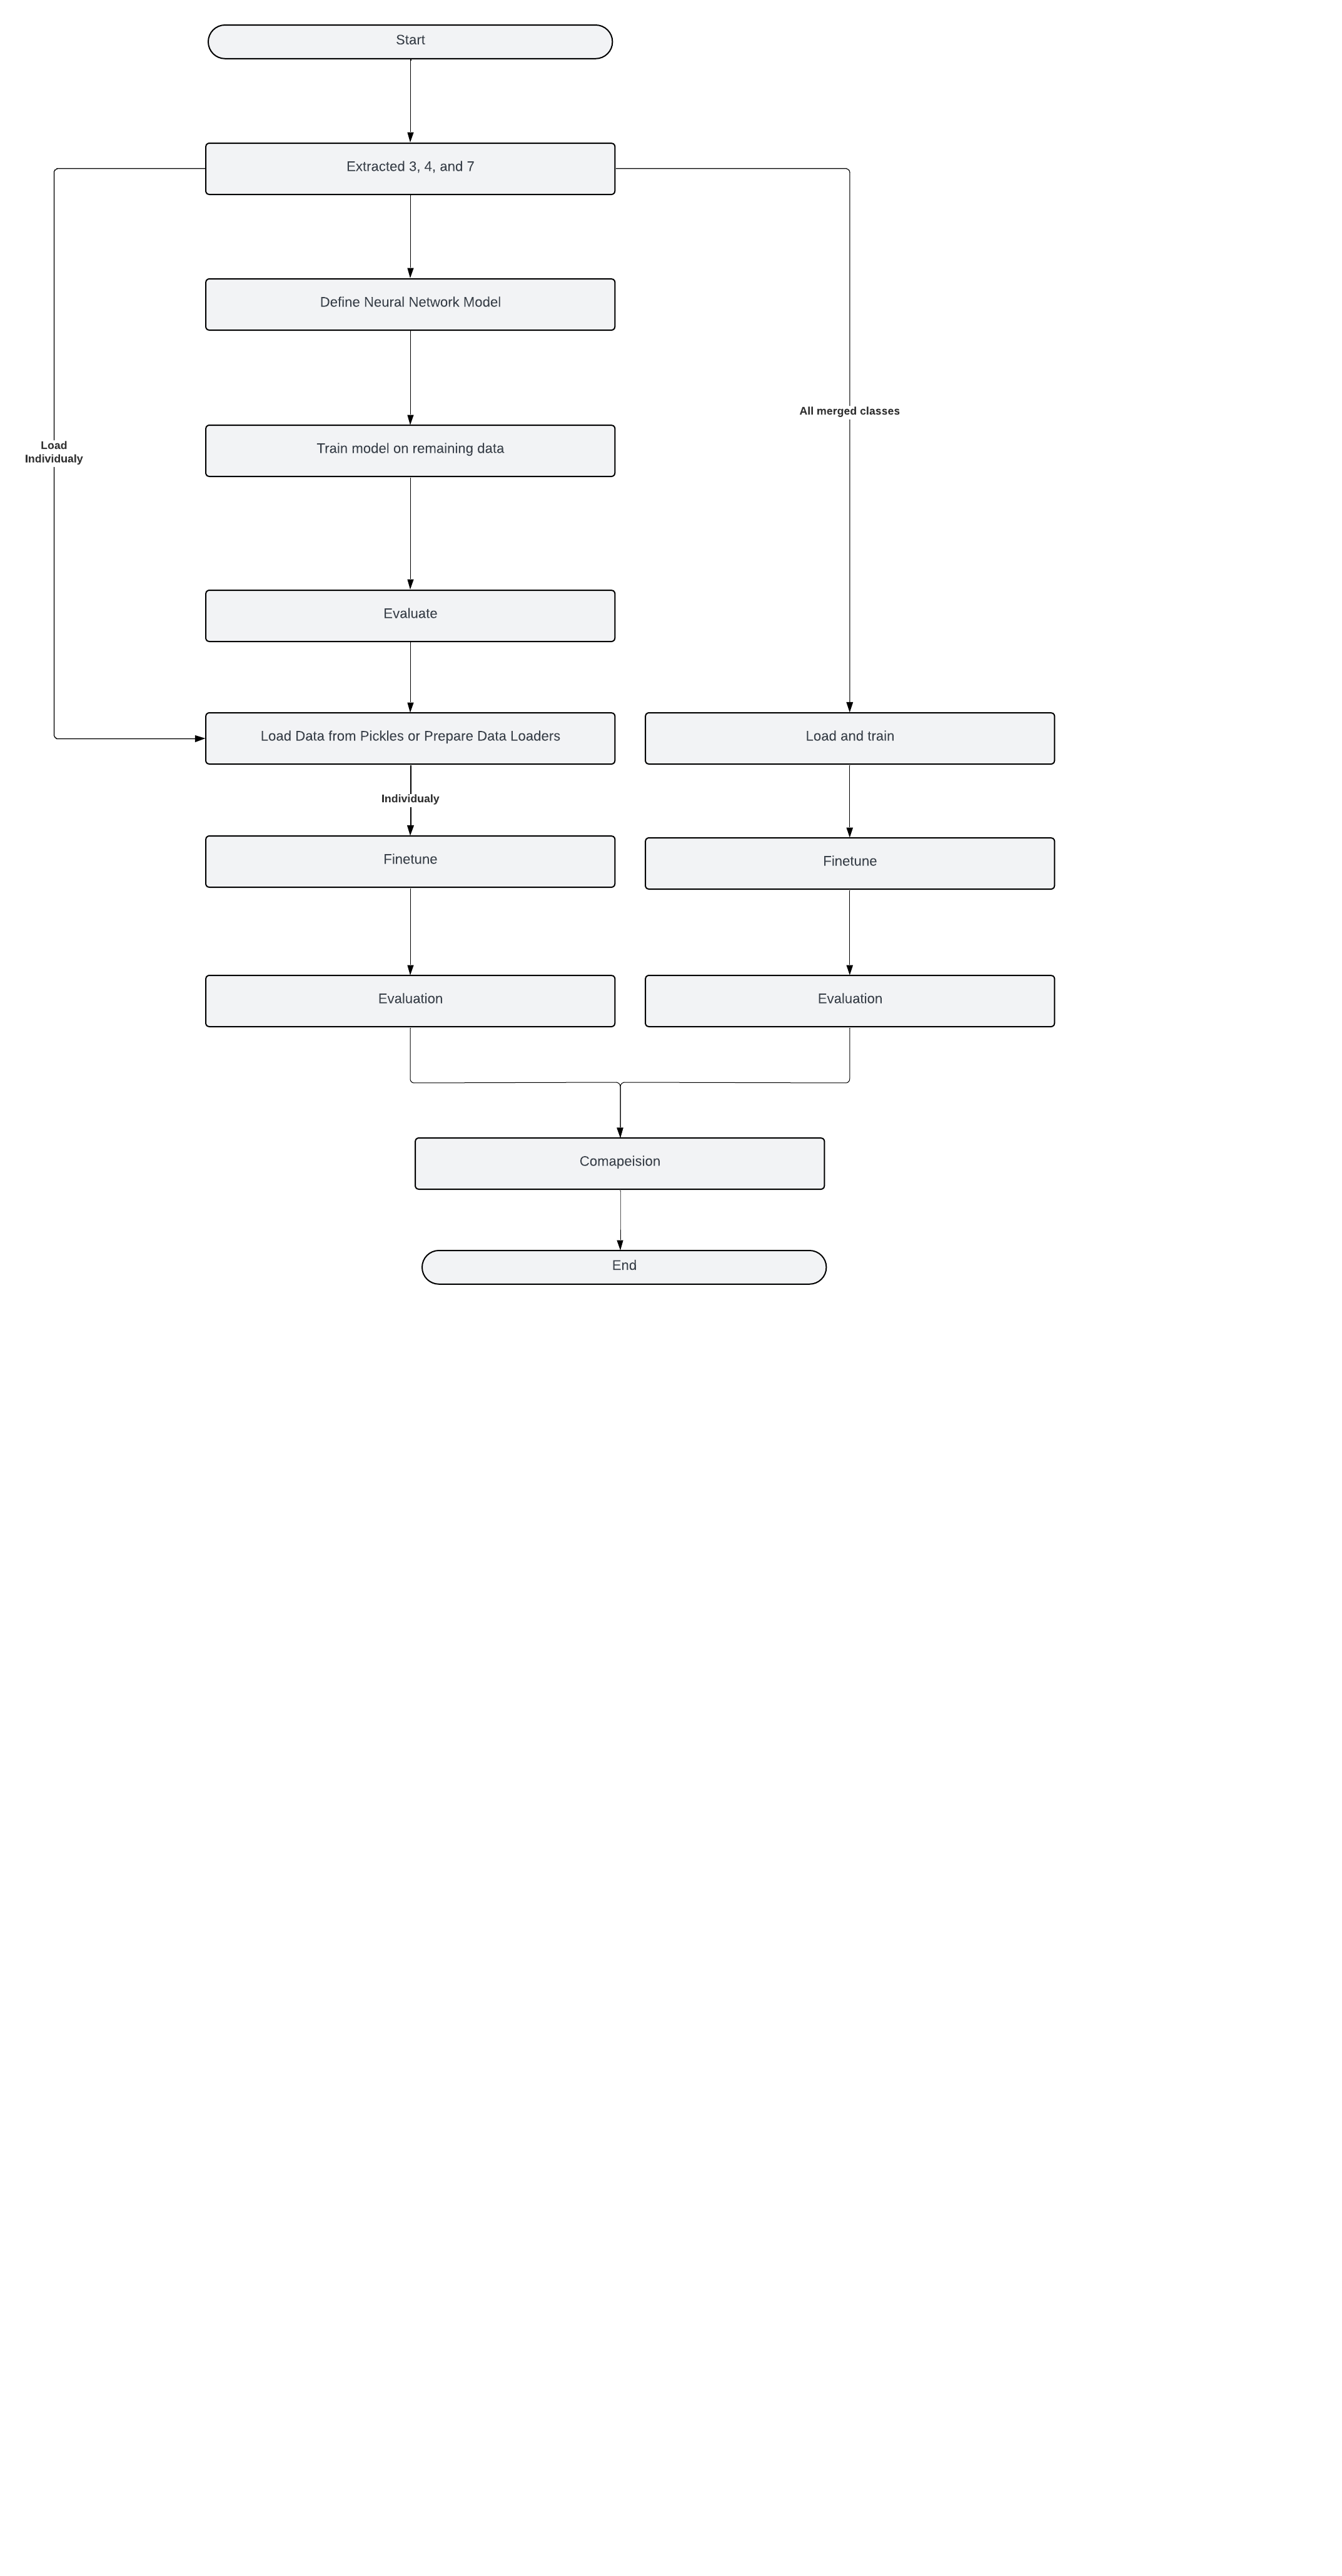 Start
Extracted 3, 4, and 7
Define Neural Network Model
All merged classes
Load
Individualy
Train model on remaining data
Evaluate
Load Data from Pickles or Prepare Data Loaders
Load and train
Individualy
Finetune
Finetune
Evaluation
Evaluation
Comapeision
End